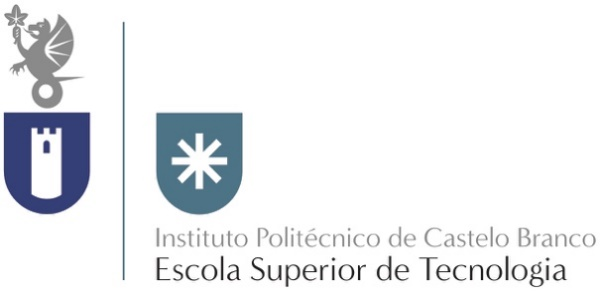 Instituto Politécnico de Castelo Branco
Escola Superior de Tecnologia